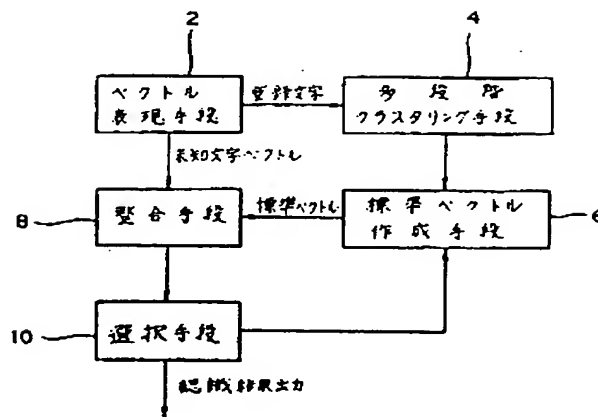 2
4
ベクトル
表現手段
登録文字
多段階
クラスタリング手段
未知文字ベクトル
8
整合手段
標準ベクトル
標準ベクトル
作成手段
6
10
選択手段
認識結果出力